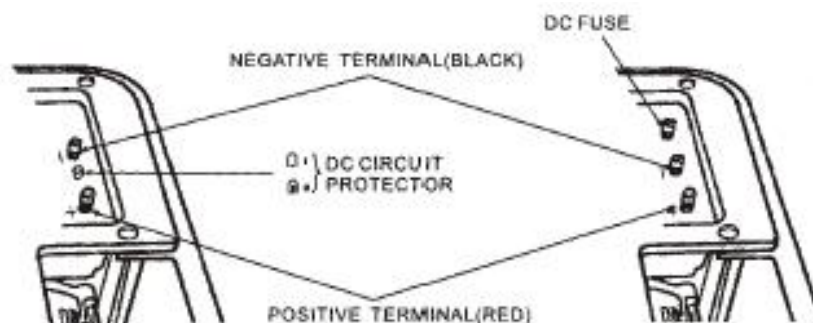 DC FUSE
NEGATIVE TERMINAL(BLACK)
DC CIRCUIT
PROTECTOR
POSITIVE TERMINAL(RED)